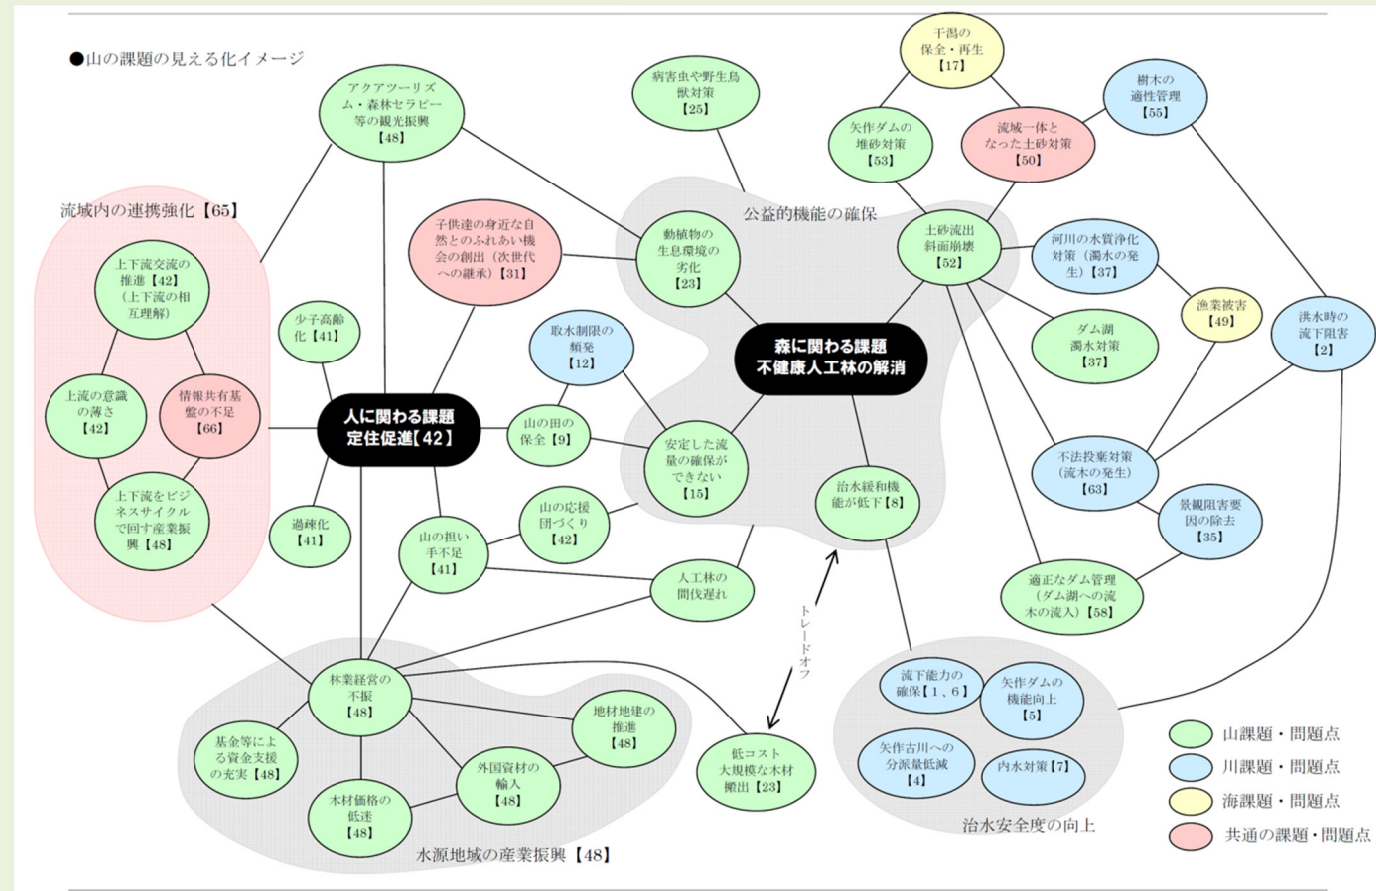 ●山の課題の見える化イメージ
アクアツーリズ
ム・森林セラピー
等の観光振興
【48】
病害虫や野生鳥
獣対策
【25】
干潟の
保全・再生
【17】
樹木の
適性管理
【55】
矢作ダムの
堆砂対策
【53】
流域一体と
なった土砂対策
【50】
流域内の連携強化【65】
上下流交流の
推進【42】
(上下流の相
互理解)
上流の意識
の薄さ
【42】
情報共有基
盤の不足
【66】
上下流をビジ
ネスサイクル
で回す産業振
興【48】
子供達の身近な自
然とのふれあい機
会の創出（次世代
への継承）【31】
公益的機能の確保
動植物の
生息環境の
劣化
【23】
土砂流出
斜面崩壊
【52】
河川の水質浄化
対策（濁水の発
生）【37】
漁業被害
【49】
洪水時の
流下阻害
【2】
少子高齢
化【41】
取水制限の
頻発
【12】
ダム湖
濁水対策
【37】
森に関わる課題
不健康人工林の解消
人に関わる課題
定住促進【42】
山の田の
保全【9】
安定した流
量の確保が
できない
【15】
治水緩和機
能が低下【8】
不法投棄対策
（流木の発生）
【63】
景観阻害要
因の除去
【35】
過疎化
【41】
山の担い
手不足
【41】
山の応援
団づくり
【42】
人工林の
間伐遅れ
適正なダム管理
（ダム湖への流
木の流入）【58】
トレードオフ
林業経営の
不振
【48】
基金等によ
る資金支援
の充実【48】
木材価格の
低迷
【48】
外国資材の
輸入
【48】
地材地建の
推進
【48】
水源地域の産業振興【48】
低コスト
大規模な木材
搬出【23】
流下能力の
確保【1、6】
矢作ダムの
機能向上
【5】
矢作古川への
分派量低減
【4】
内水対策【7】
治水安全度の向上
山課題・問題点
川課題・問題点
海課題・問題点
共通の課題・問題点